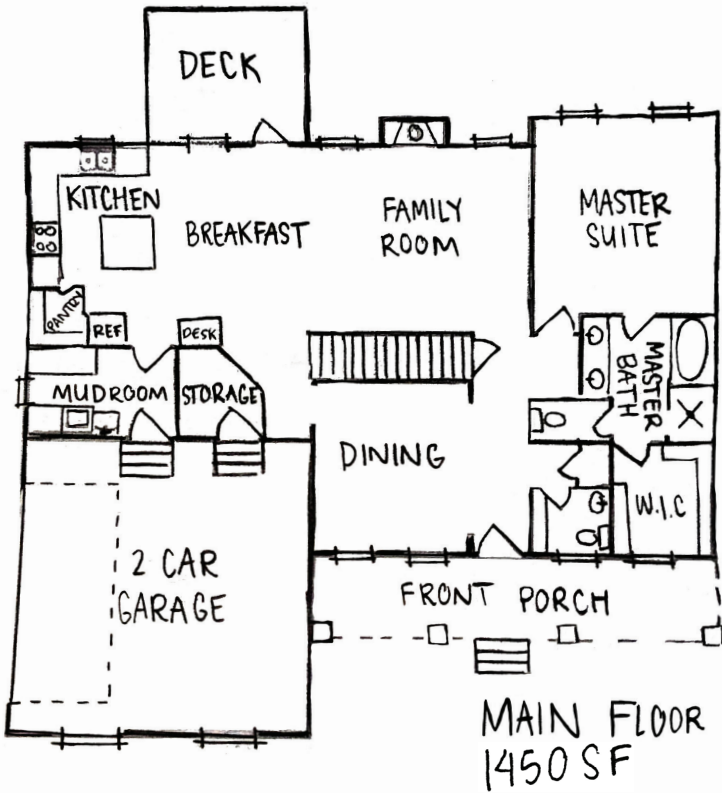 DECK
KITCHEN
BREAKFAST
FAMILY
ROOM
MASTER
SUITE
PANTRY
REF
DESK
MUDROOM
STORAGE
MASTER
BATH
DINING
W.I.C
2 CAR
GARAGE
FRONT PORCH
MAIN FLOOR
1450 SF